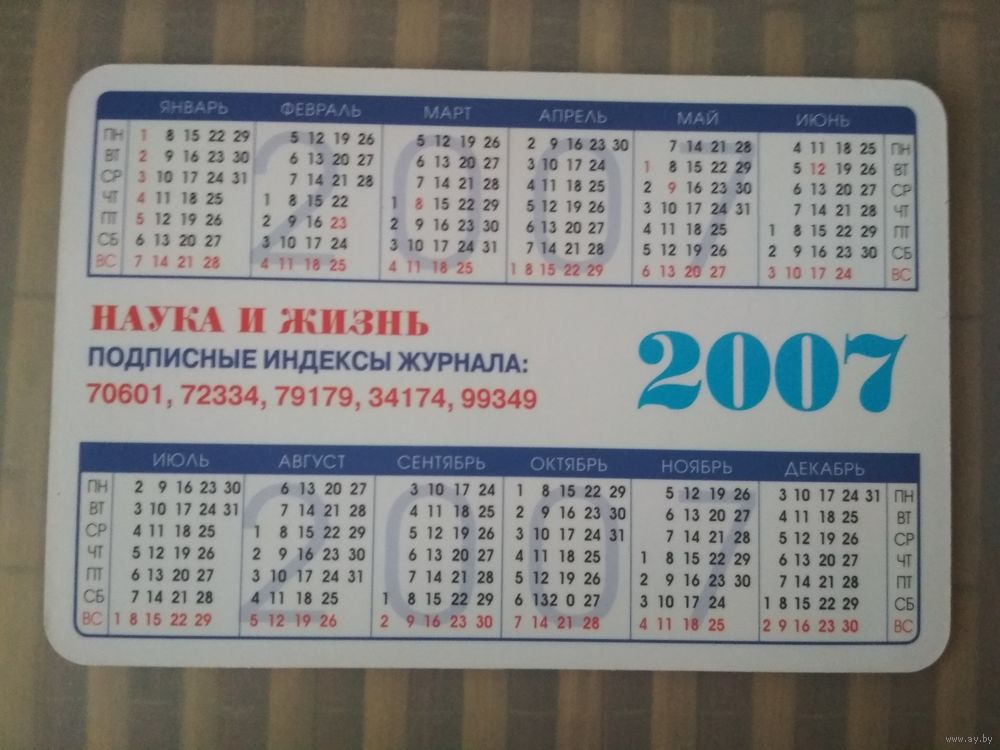 ЯНВАРЬ ФЕВРАЛЬ МАРТ АПРЕЛЬ МАЙ ИЮНЬ
ПН 1 8 15 22 29 5 12 19 26 5 12 19 26 2 9 16 23 30 7 14 21 28 4 11 18 25 ПН
ВТ 2 9 16 23 30 6 13 20 27 6 13 20 27 3 10 17 24 1 8 15 22 29 5 12 19 26 ВТ
СР 3 10 17 24 31 7 14 21 28 7 14 21 28 4 11 18 25 2 9 16 23 30 6 13 20 27 СР
ЧТ 4 11 18 25 1 8 15 22 1 8 15 22 29 5 12 19 26 3 10 17 24 31 7 14 21 28 ЧТ
ПТ 5 12 19 26 2 9 16 23 2 9 16 23 30 6 13 20 27 4 11 18 25 1 8 15 22 29 ПТ
СБ 6 13 20 27 3 10 17 24 3 10 17 24 31 7 14 21 28 5 12 19 26 2 9 16 23 30 СБ
ВС 7 14 21 28 4 11 18 25 4 11 18 25 1 8 15 22 29 6 13 20 27 3 10 17 24 ВС
2007
НАУКА И ЖИЗНЬ
ПОДПИСНЫЕ ИНДЕКСЫ ЖУРНАЛА:
70601, 72334, 79179, 34174, 99349
2007
ИЮЛЬ АВГУСТ СЕНТЯБРЬ ОКТЯБРЬ НОЯБРЬ ДЕКАБРЬ
ПН 2 9 16 23 30 6 13 20 27 3 10 17 24 1 8 15 22 29 5 12 19 26 3 10 17 24 31 ПН
ВТ 3 10 17 24 31 7 14 21 28 4 11 18 25 2 9 16 23 30 6 13 20 27 4 11 18 25 ВТ
СР 4 11 18 25 1 8 15 22 29 5 12 19 26 3 10 17 24 31 7 14 21 28 5 12 19 26 СР
ЧТ 5 12 19 26 2 9 16 23 30 6 13 20 27 4 11 18 25 1 8 15 22 29 6 13 20 27 ЧТ
ПТ 6 13 20 27 3 10 17 24 31 7 14 21 28 5 12 19 26 2 9 16 23 30 7 14 21 28 ПТ
СБ 7 14 21 28 4 11 18 25 1 8 15 22 29 6 132 0 27 3 10 17 24 1 8 15 22 29 СБ
ВС 1 8 15 22 29 5 12 19 26 2 9 16 23 30 7 14 21 28 4 11 18 25 2 9 16 23 30 ВС
2007
www.ay.by